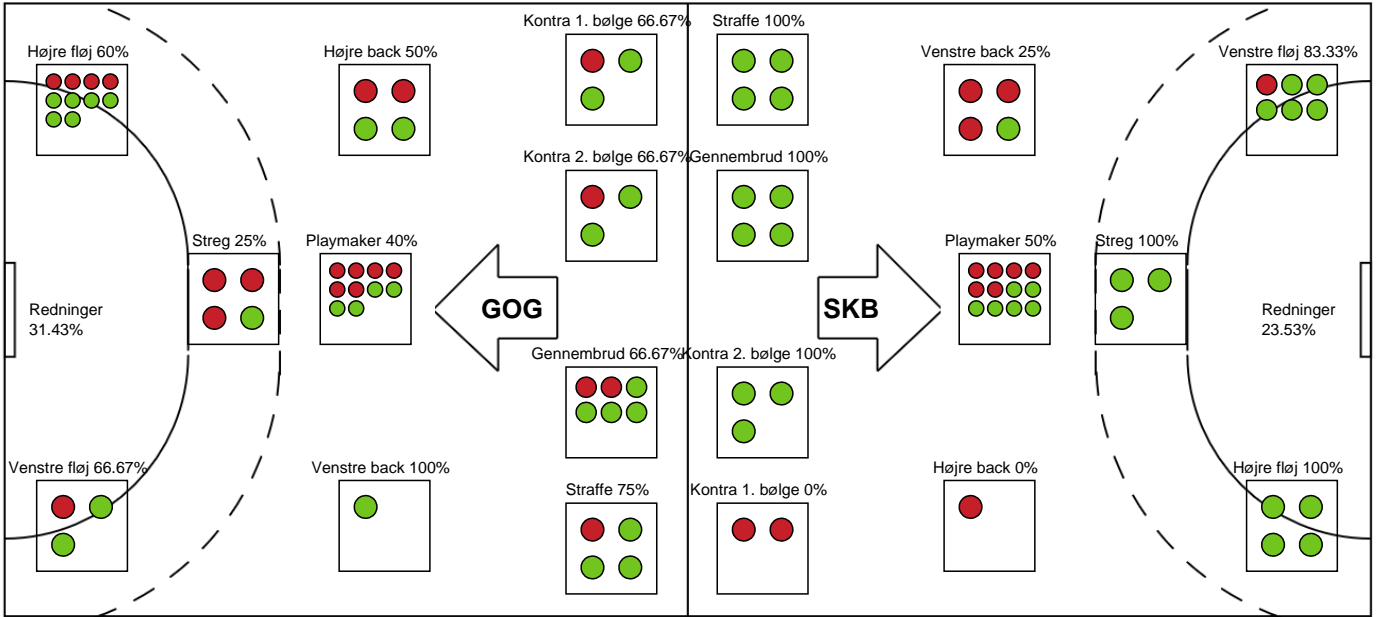 Kontra 1. bølge 66.67%
Straffe 100%
Højre fløj 60%
Højre back 50%
Venstre back 25%
Venstre fløj 83.33%
Kontra 2. bølge 66.67%
Gennembrud 100%
Streg 25%
Playmaker 40%
Playmaker 50%
Streg 100%
Redninger
31.43%
GOG
SKB
Redninger
23.53%
Gennembrud 66.67%
Kontra 2. bølge 100%
Venstre fløj 66.67%
Venstre back 100%
Højre back 0%
Højre fløj 100%
Straffe 75%
Kontra 1. bølge 0%